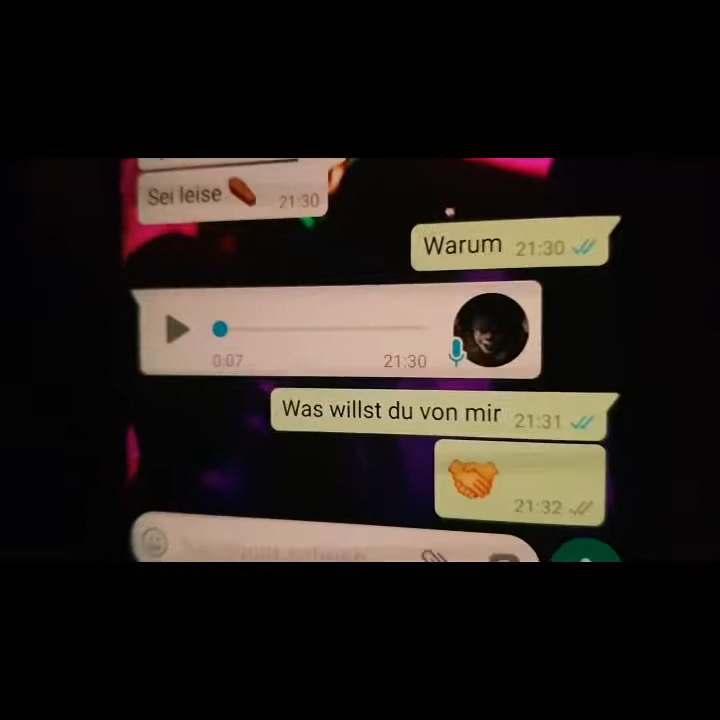 Sei leise ⚰️ 21:30
Warum 21:30
0:07 21:30
Was willst du von mir 21:31
🤝 21:32